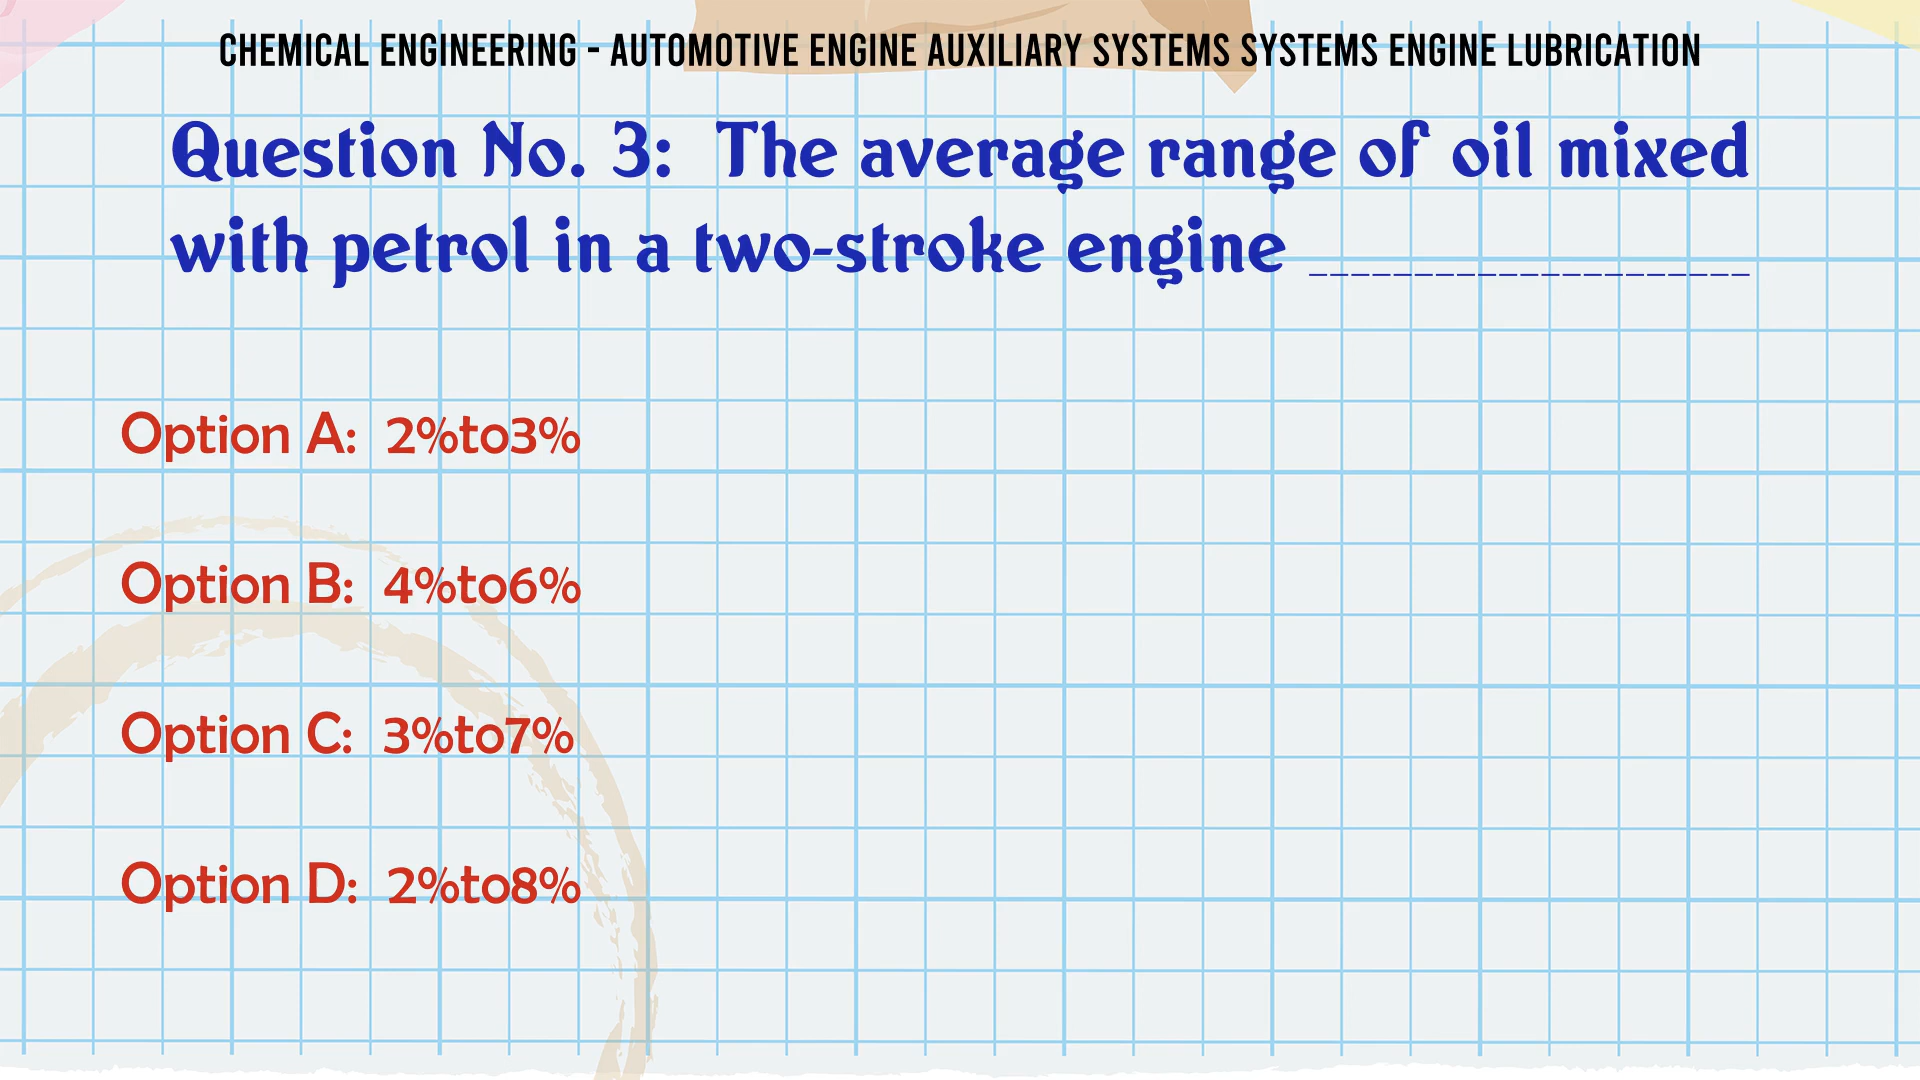 CHEMICAL ENGINEERING - AUTOMOTIVE ENGINE AUXILIARY SYSTEMS SYSTEMS ENGINE LUBRICATION
Question No. 3: The average range of oil mixed
with petrol in a two-stroke engine _____________________
Option A: 2%to3%
Option B: 4%to6%
Option C: 3%to7%
Option D: 2%to8%